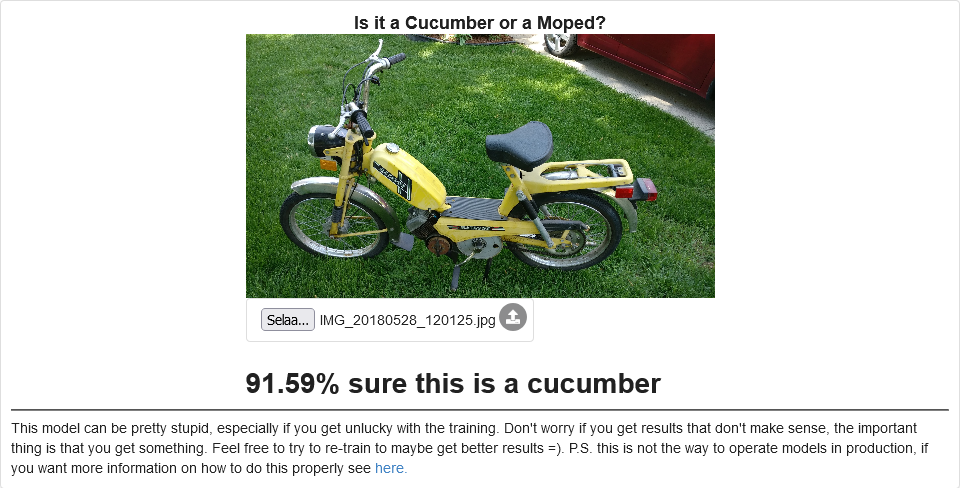 Is it a Cucumber or a Moped?
Selaa...  IMG_20180528_120125.jpg
91.59% sure this is a cucumber
This model can be pretty stupid, especially if you get unlucky with the training. Don't worry if you get results that don't make sense, the important
thing is that you get something. Feel free to try to re-train to maybe get better results =). P.S. this is not the way to operate models in production, if
you want more information on how to do this properly see here.